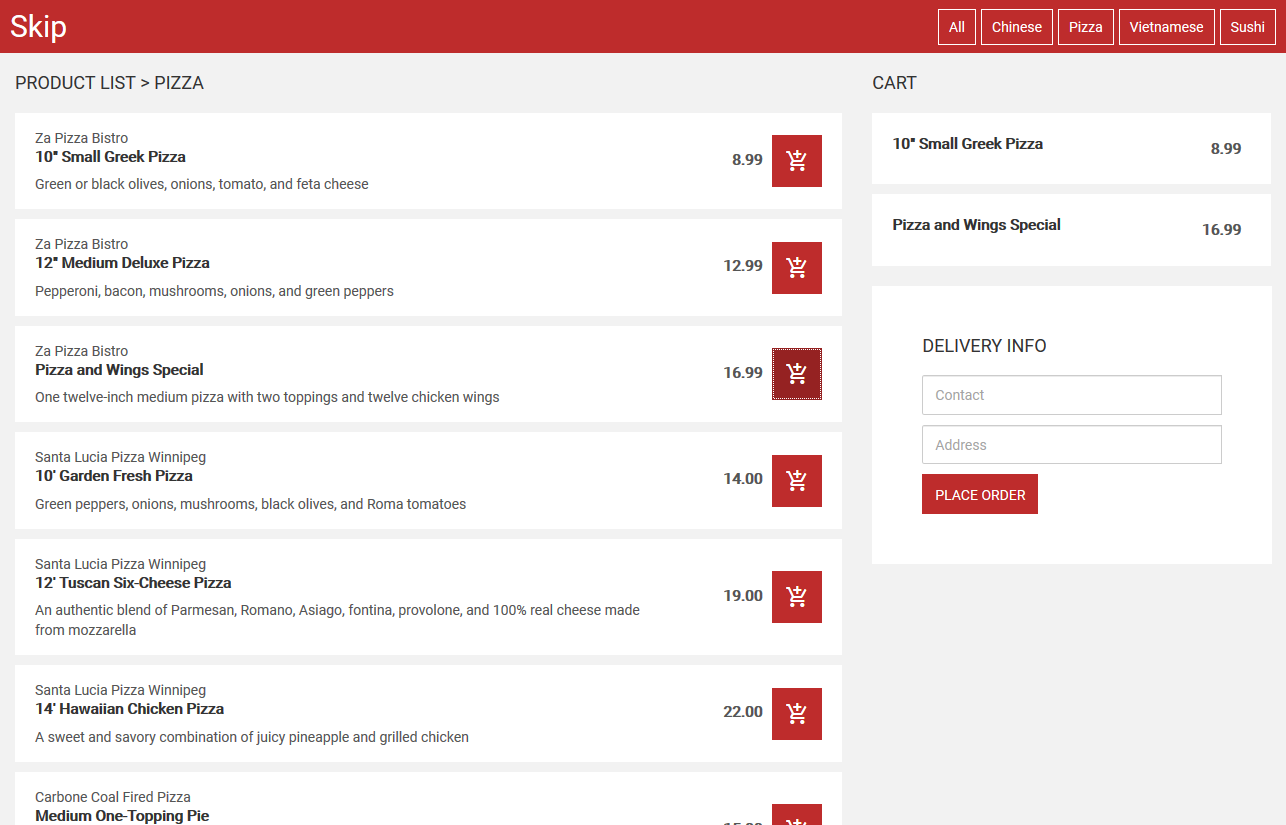 Skip
All
Chinese
Pizza
Vietnamese
Sushi
PRODUCT LIST > PIZZA
Za Pizza Bistro
10" Small Greek Pizza
8.99
Green or black olives, onions, tomato, and feta cheese
Za Pizza Bistro
12" Medium Deluxe Pizza
12.99
Pepperoni, bacon, mushrooms, onions, and green peppers
Za Pizza Bistro
Pizza and Wings Special
16.99
One twelve-inch medium pizza with two toppings and twelve chicken wings
Santa Lucia Pizza Winnipeg
10' Garden Fresh Pizza
14.00
Green peppers, onions, mushrooms, black olives, and Roma tomatoes
Santa Lucia Pizza Winnipeg
12' Tuscan Six-Cheese Pizza
19.00
An authentic blend of Parmesan, Romano, Asiago, fontina, provolone, and 100% real cheese made
from mozzarella
Santa Lucia Pizza Winnipeg
14' Hawaiian Chicken Pizza
22.00
A sweet and savory combination of juicy pineapple and grilled chicken
Carbone Coal Fired Pizza
Medium One-Topping Pie
CART
10" Small Greek Pizza
8.99
Pizza and Wings Special
16.99
DELIVERY INFO
Contact
Address
PLACE ORDER